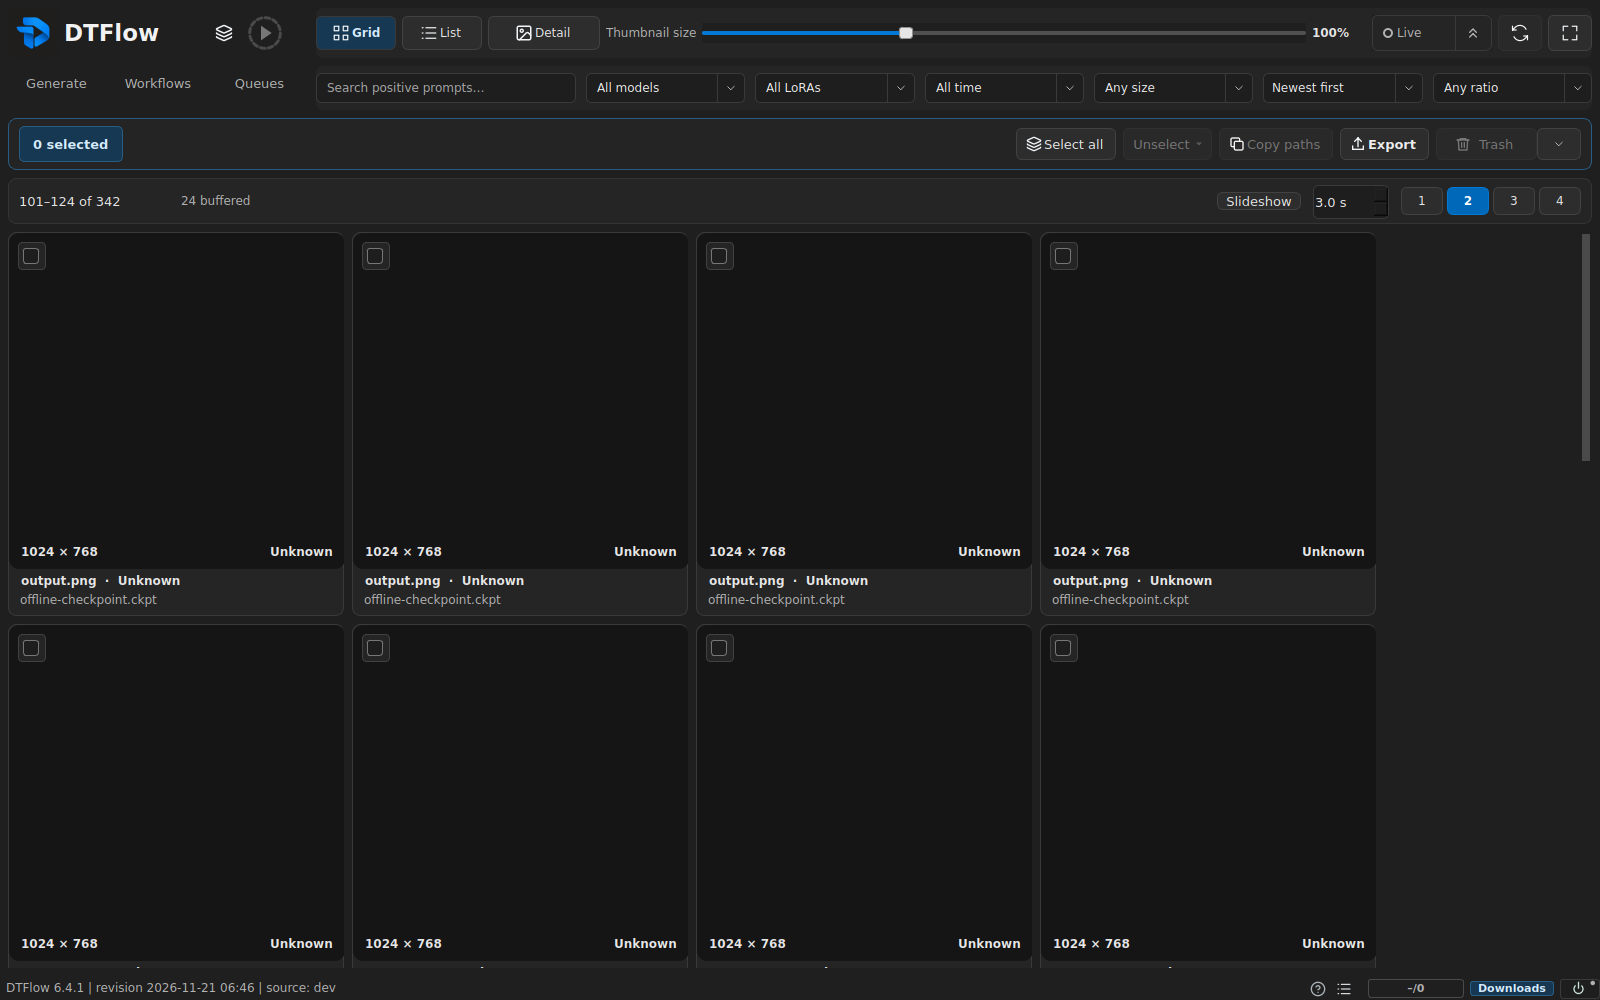 DTFlow
Grid List Detail Thumbnail size 100% Live
Generate Workflows Queues
Search positive prompts... All models All LoRAs All time Any size Newest first Any ratio
0 selected Select all Unselect Copy paths Export Trash
101–124 of 342 24 buffered Slideshow 3.0 s 1 2 3 4
1024 × 768 Unknown 1024 × 768 Unknown 1024 × 768 Unknown 1024 × 768 Unknown
output.png · Unknown output.png · Unknown output.png · Unknown output.png · Unknown
offline-checkpoint.ckpt offline-checkpoint.ckpt offline-checkpoint.ckpt offline-checkpoint.ckpt
1024 × 768 Unknown 1024 × 768 Unknown 1024 × 768 Unknown 1024 × 768 Unknown
DTFlow 6.4.1 | revision 2026-11-21 06:46 | source: dev –/0 Downloads